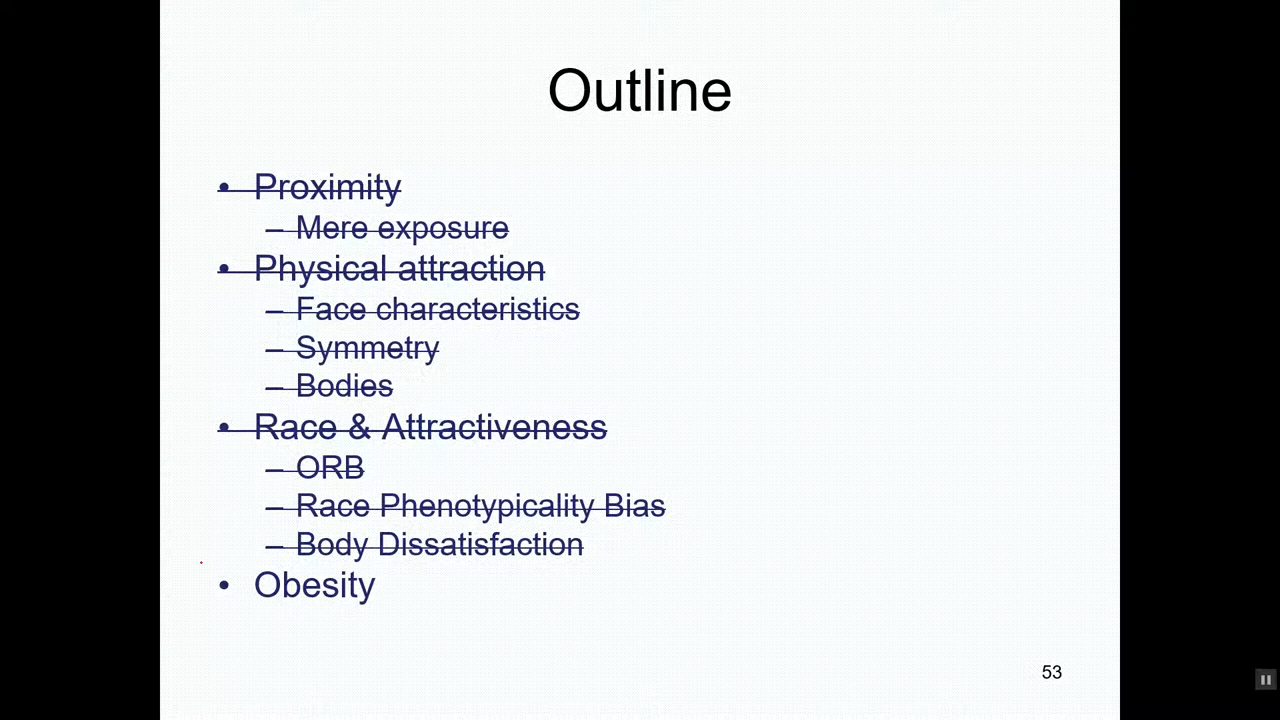 Outline
• Proximity
– Mere exposure
• Physical attraction
– Face characteristics
– Symmetry
– Bodies
• Race & Attractiveness
– ORB
– Race Phenotypicality Bias
– Body Dissatisfaction
• Obesity
53